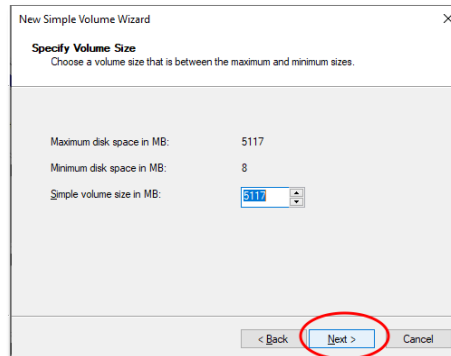 New Simple Volume Wizard
Specify Volume Size
Choose a volume size that is between the maximum and minimum sizes.
Maximum disk space in MB: 5117
Minimum disk space in MB: 8
Simple volume size in MB: 5117
< Back Next > Cancel